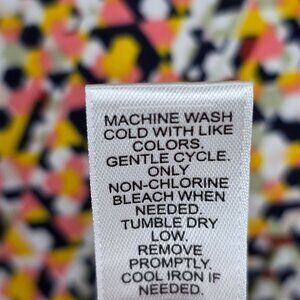 MACHINE WASH
COLD WITH LIKE
COLORS.
GENTLE CYCLE.
ONLY
NON-CHLORINE
BLEACH WHEN
NEEDED.
TUMBLE DRY
LOW.
REMOVE
PROMPTLY.
COOL IRON IF
NEEDED.